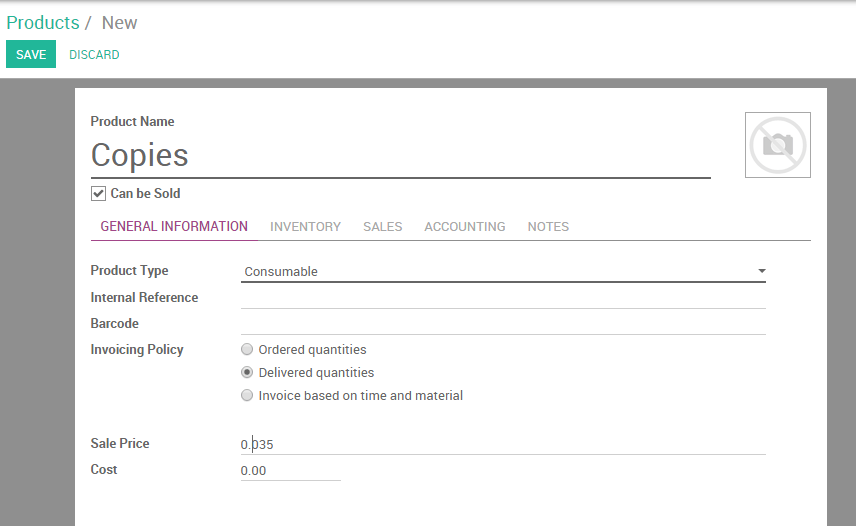 Products / New
SAVE DISCARD
Product Name
Copies
Can be Sold
GENERAL INFORMATION INVENTORY SALES ACCOUNTING NOTES
Product Type Consumable
Internal Reference
Barcode
Invoicing Policy Ordered quantities
Delivered quantities
Invoice based on time and material
Sale Price 0.035
Cost 0.00